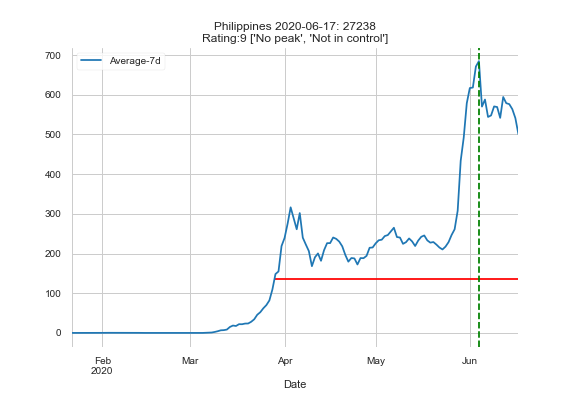 Philippines 2020-06-17: 27238
Rating:9 ['No peak', 'Not in control']
Average-7d
700
600
500
400
300
200
100
0
Feb
2020
Mar
Apr
May
Jun
Date